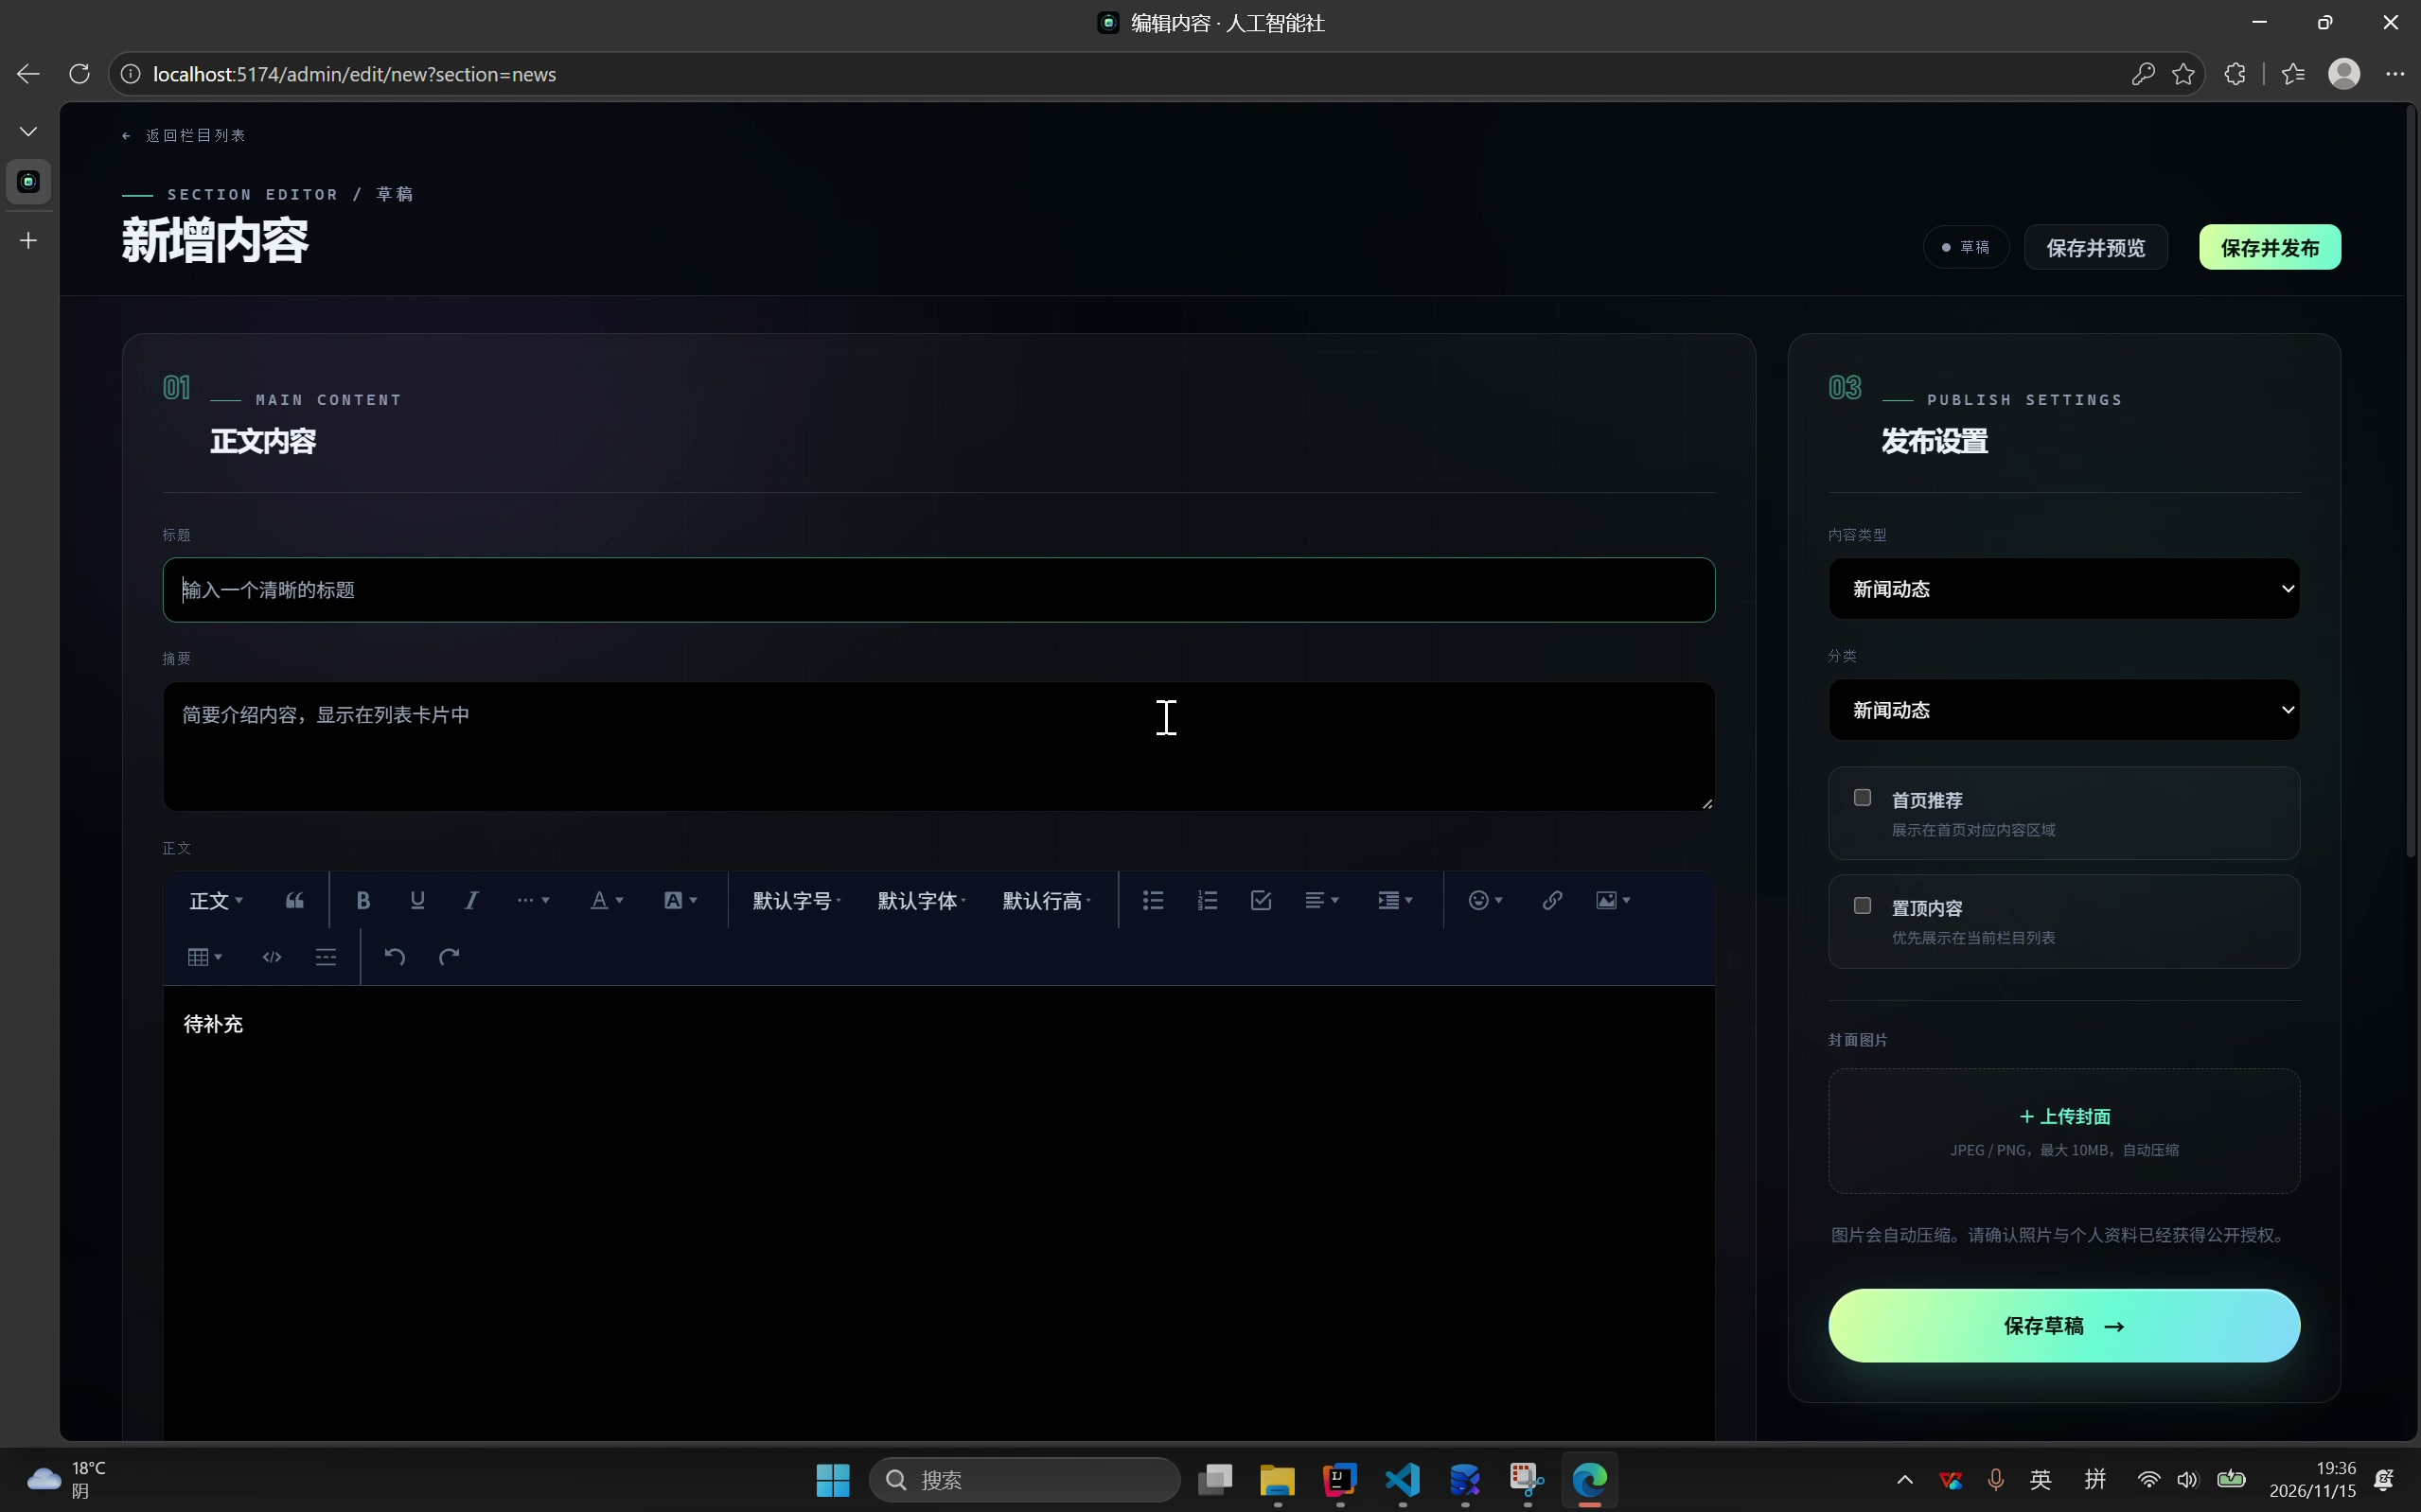 编辑内容 · 人工智能社
localhost:5174/admin/edit/new?section=news
← 返回栏目列表
SECTION EDITOR / 草稿
新增内容
草稿
保存并预览
保存并发布
01
MAIN CONTENT
正文内容
标题
输入一个清晰的标题
摘要
简要介绍内容，显示在列表卡片中
正文
正文
B U I ··· A A 默认字号 默认字体 默认行高
待补充
03
PUBLISH SETTINGS
发布设置
内容类型
新闻动态
分类
新闻动态
首页推荐
展示在首页对应内容区域
置顶内容
优先展示在当前栏目列表
封面图片
+ 上传封面
JPEG / PNG，最大 10MB，自动压缩
图片会自动压缩。请确认照片与个人资料已经获得公开授权。
保存草稿 →
18°C
阴
搜索
英
拼
19:36
2026/11/15